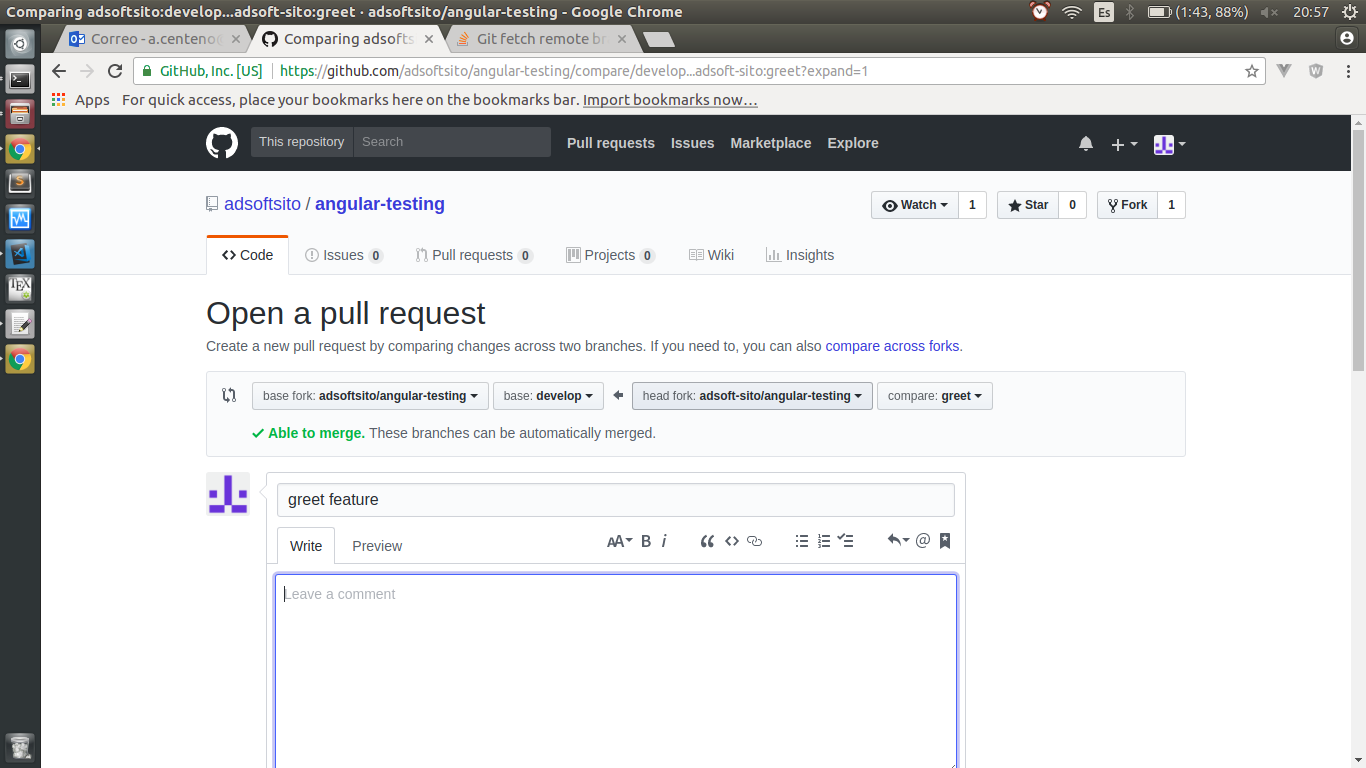 Comparing adsoftsito:develop...adsoft-sito:greet · adsoftsito/angular-testing - Google Chrome
Es (1:43, 88%) 20:57
Correo - a.centeno Comparing adsofts Git fetch remote br
GitHub, Inc. [US] https://github.com/adsoftsito/angular-testing/compare/develop...adsoft-sito:greet?expand=1
Apps For quick access, place your bookmarks here on the bookmarks bar. Import bookmarks now…
This repository Search Pull requests Issues Marketplace Explore
adsoftsito / angular-testing Watch 1 Star 0 Fork 1
Code Issues 0 Pull requests 0 Projects 0 Wiki Insights
Open a pull request
Create a new pull request by comparing changes across two branches. If you need to, you can also compare across forks.
base fork: adsoftsito/angular-testing base: develop head fork: adsoft-sito/angular-testing compare: greet
Able to merge. These branches can be automatically merged.
greet feature
Write Preview AA B i @
Leave a comment
TEX